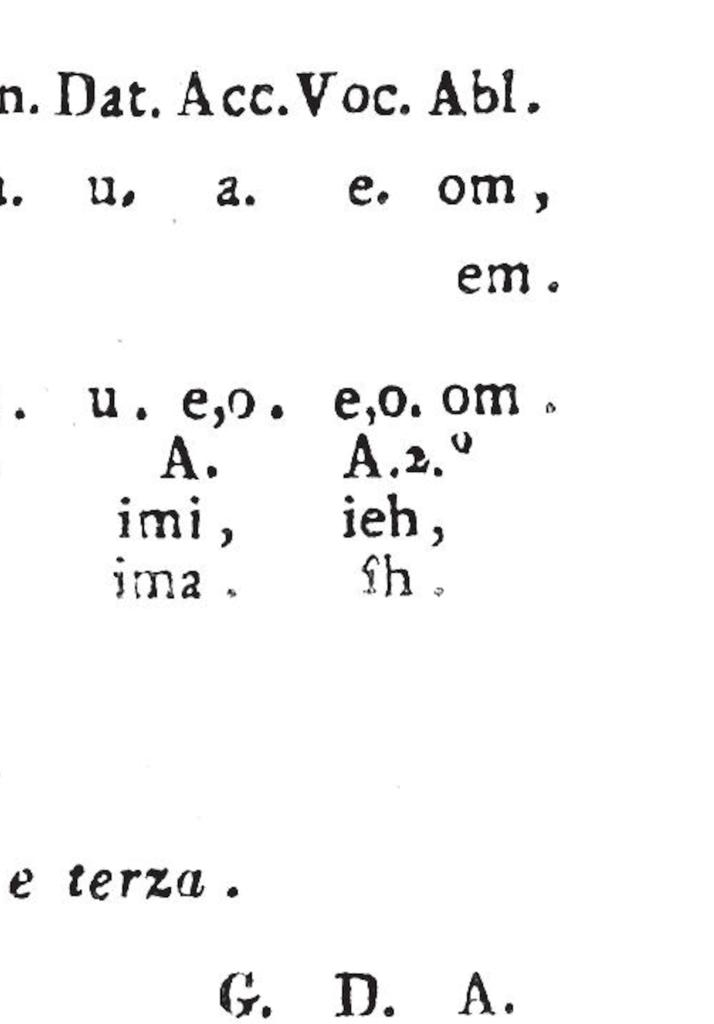 n. Dat. Acc. Voc. Abl.
u. a. e. om,
em.
. u. e,o. e,o. om.
A. A.2.º
imi, ieh,
ima. ſh.
e terza.
G. D. A.